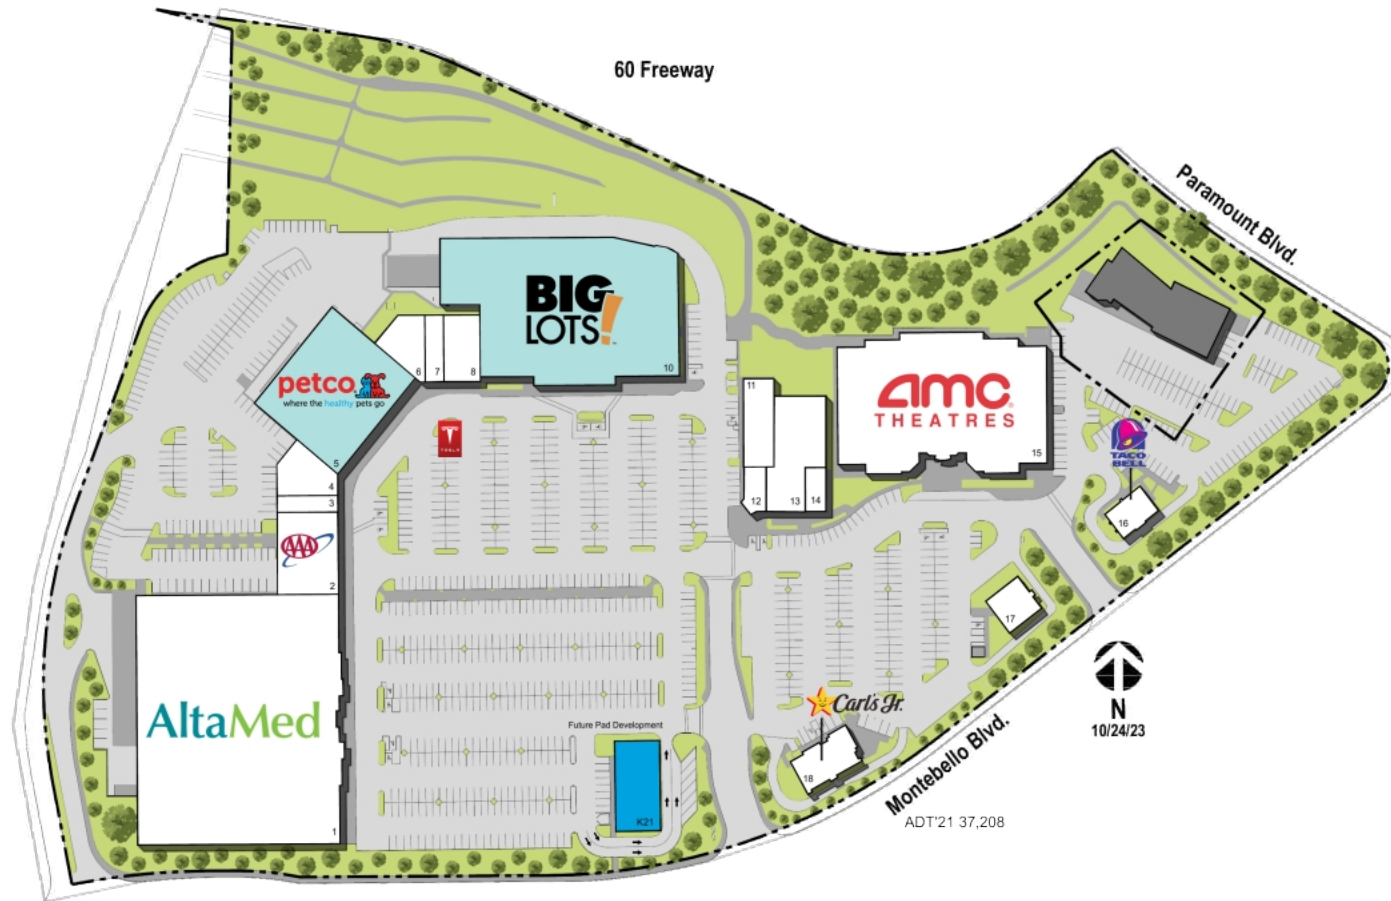 60 Freeway
Paramount Blvd.
BIG
LOTS!
10
petco
where the healthy pets go
6
7
8
5
TESLA
11
12
13
14
amc
THEATRES
15
TACO
BELL
16
4
3
AAA
2
17
AltaMed
1
Carl's Jr.
18
Future Pad Development
K21
Montebello Blvd.
ADT'21 37,208
N
10/24/23